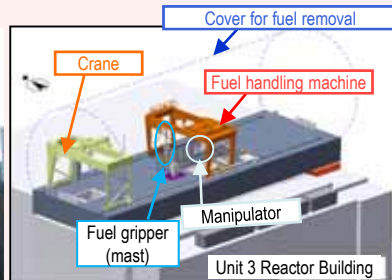 Cover for fuel removal
Crane
Fuel handling machine
Manipulator
Fuel gripper
(mast)
Unit 3 Reactor Building